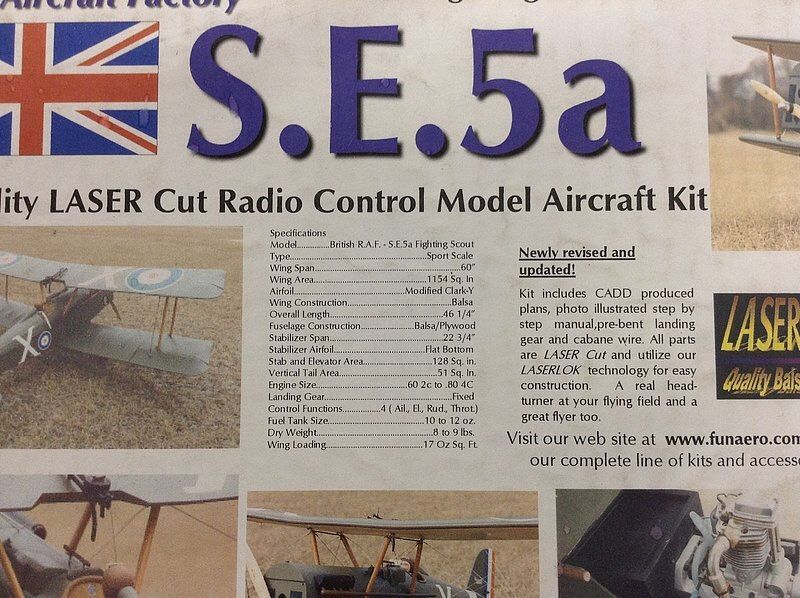 Aircraft Factory
S.E.5a
lity LASER Cut Radio Control Model Aircraft Kit
Specifications
Model...............British R.A.F. - S.E.5a Fighting Scout
Type......................................................Sport Scale
Wing Span.......................................................60"
Wing Area............................................1154 Sq. In
Airfoil.............................................Modified Clark-Y
Wing Construction.......................................Balsa
Overall Length..............................................46 1/4"
Fuselage Construction.......................Balsa/Plywood
Stabilizer Span..............................................22 3/4"
Stabilizer Airfoil.......................................Flat Bottom
Stab and Elevator Area............................128 Sq. in.
Vertical Tail Area......................................51 Sq. In.
Engine Size....................................60 2c to .80 4C
Landing Gear..................................................Fixed
Control Functions..............4 ( Ail., El., Rud., Throt.)
Fuel Tank Size........................................10 to 12 oz.
Dry Weight..............................................8 to 9 lbs.
Wing Loading......................................17 Oz Sq. Ft.
Newly revised and
updated!
Kit includes CADD produced
plans, photo illustrated step by
step manual,pre-bent landing
gear and cabane wire. All parts
are LASER Cut and utilize our
LASERLOK technology for easy
construction. A real head-
turner at your flying field and a
great flyer too.
LASER
Quality Bals
Visit our web site at www.funaero.com
our complete line of kits and accesso
X
X